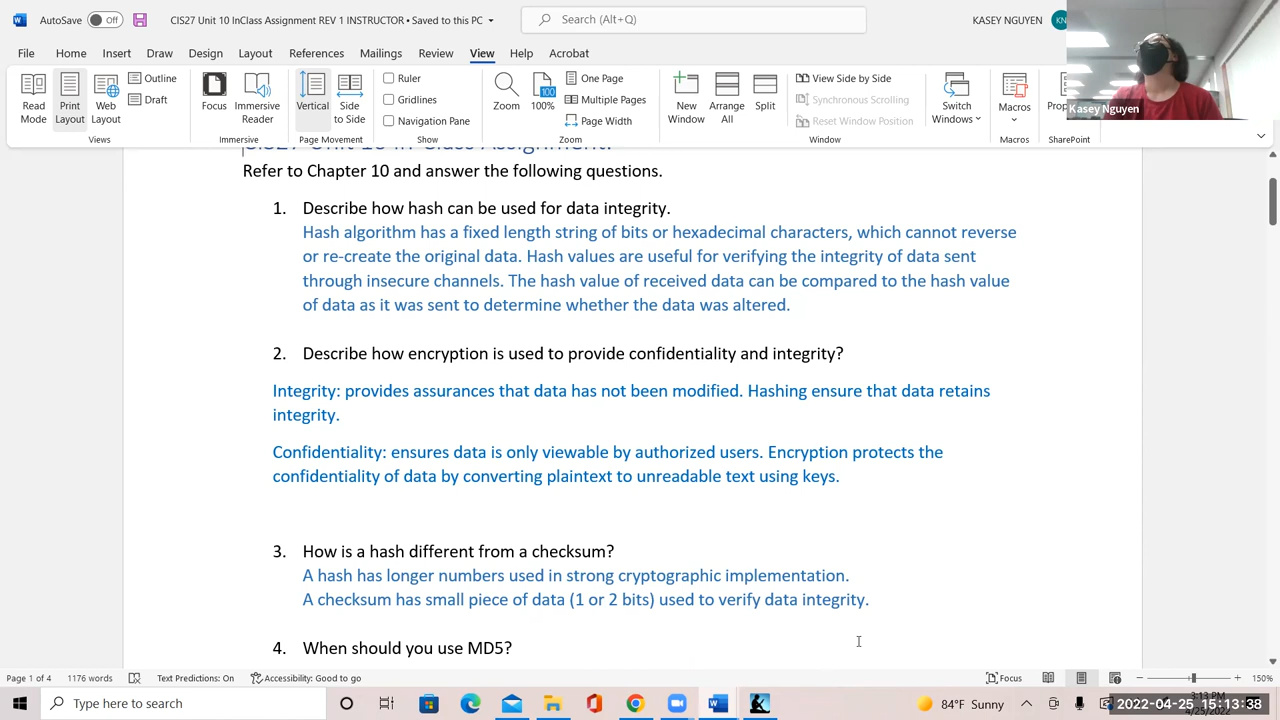 AutoSave Off CIS27 Unit 10 InClass Assignment REV 1 INSTRUCTOR • Saved to this PC Search (Alt+Q) KASEY NGUYEN KN
File Home Insert Draw Design Layout References Mailings Review View Help Acrobat
Read Mode
Print Layout
Web Layout
Outline
Draft
Views
Focus
Immersive Reader
Immersive
Vertical
Side to Side
Page Movement
Ruler
Gridlines
Navigation Pane
Show
Zoom
100
100%
One Page
Multiple Pages
Page Width
Zoom
New Window
Arrange All
Split
View Side by Side
Synchronous Scrolling
Reset Window Position
Window
Switch Windows
Macros
Macros
SharePoint
Kasey Nguyen
Refer to Chapter 10 and answer the following questions.
1. Describe how hash can be used for data integrity.
Hash algorithm has a fixed length string of bits or hexadecimal characters, which cannot reverse
or re-create the original data. Hash values are useful for verifying the integrity of data sent
through insecure channels. The hash value of received data can be compared to the hash value
of data as it was sent to determine whether the data was altered.
2. Describe how encryption is used to provide confidentiality and integrity?
Integrity: provides assurances that data has not been modified. Hashing ensure that data retains
integrity.
Confidentiality: ensures data is only viewable by authorized users. Encryption protects the
confidentiality of data by converting plaintext to unreadable text using keys.
3. How is a hash different from a checksum?
A hash has longer numbers used in strong cryptographic implementation.
A checksum has small piece of data (1 or 2 bits) used to verify data integrity.
4. When should you use MD5?
Page 1 of 4 1176 words Text Predictions: On Accessibility: Good to go Focus 150%
Type here to search 84°F Sunny 3:13 PM
2022-04-25 15:13:38